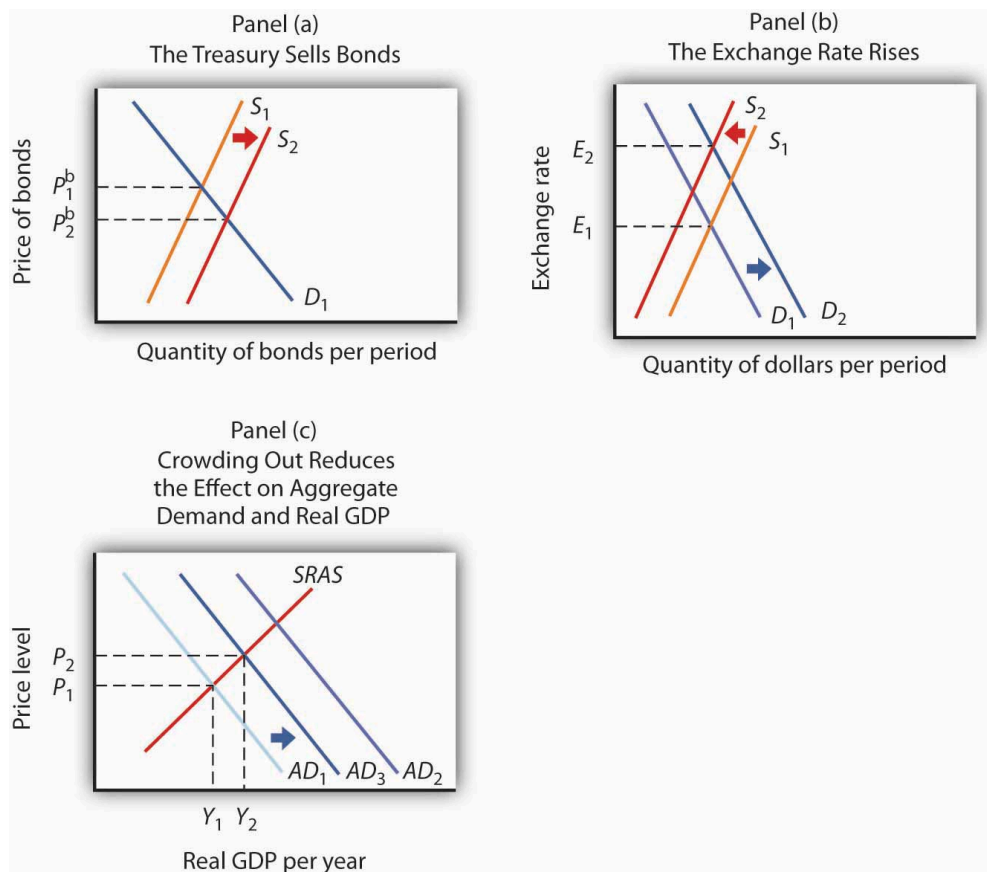 Panel (a)
The Treasury Sells Bonds
Price of bonds
P₁ᵇ
P₂ᵇ
S₁
S₂
D₁
Quantity of bonds per period
Panel (b)
The Exchange Rate Rises
Exchange rate
E₂
E₁
S₂
S₁
D₁
D₂
Quantity of dollars per period
Panel (c)
Crowding Out Reduces
the Effect on Aggregate
Demand and Real GDP
Price level
P₂
P₁
SRAS
AD₁ AD₃ AD₂
Y₁ Y₂
Real GDP per year